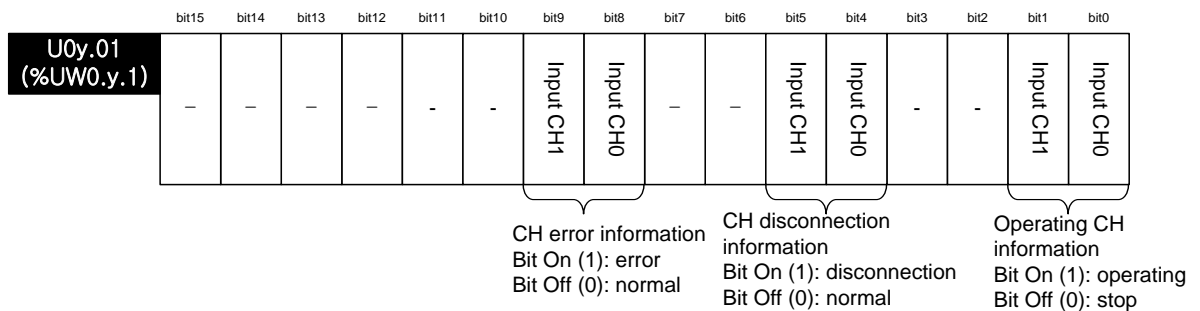 bit15 bit14 bit13 bit12 bit11 bit10 bit9 bit8 bit7 bit6 bit5 bit4 bit3 bit2 bit1 bit0
U0y.01
(%UW0.y.1)
– – – – - - Input CH1 Input CH0 – – Input CH1 Input CH0 - - Input CH1 Input CH0
CH error information
Bit On (1): error
Bit Off (0): normal
CH disconnection
information
Bit On (1): disconnection
Bit Off (0): normal
Operating CH
information
Bit On (1): operating
Bit Off (0): stop